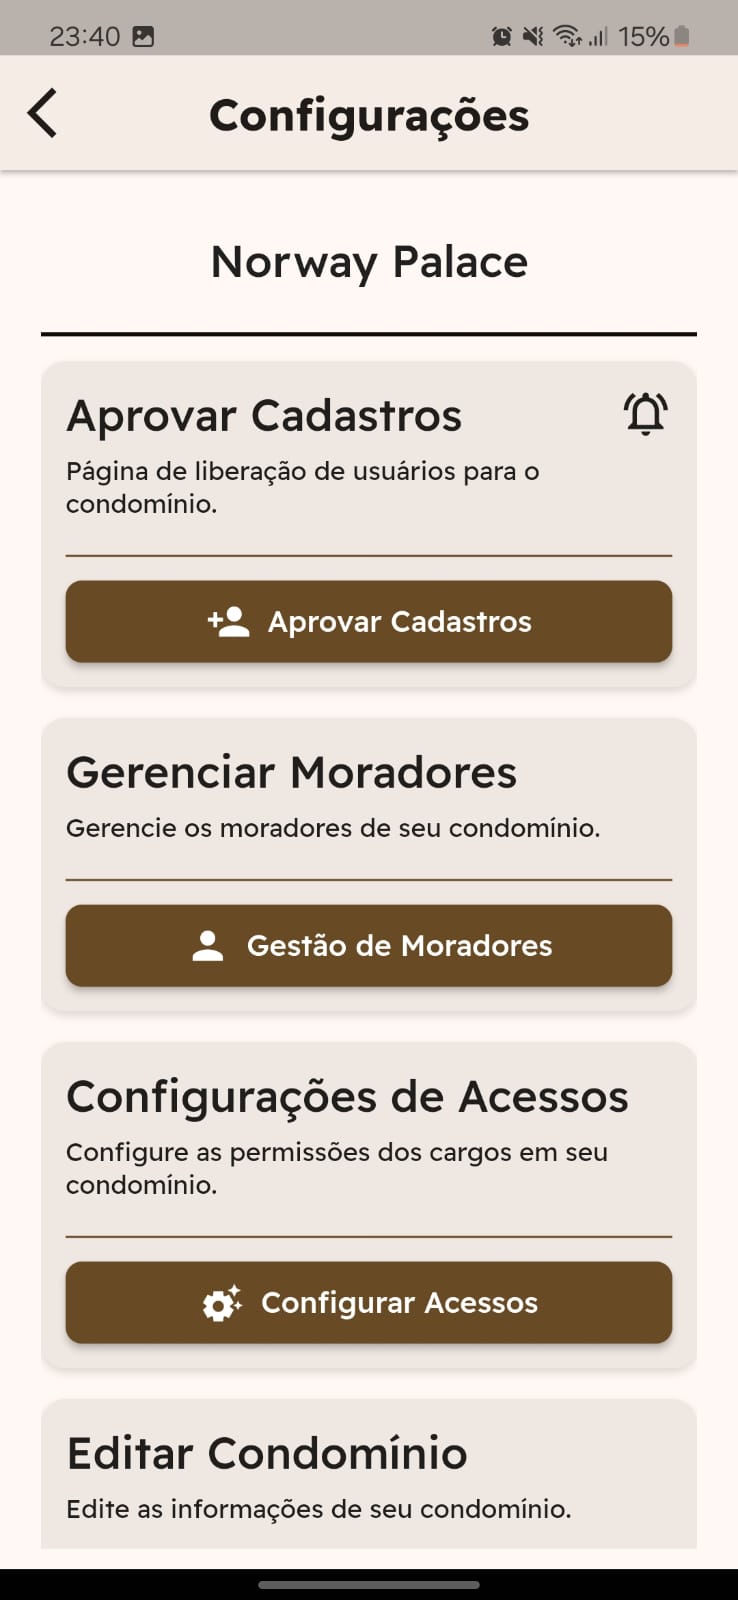 23:40
15%
Configurações
Norway Palace
Aprovar Cadastros
Página de liberação de usuários para o
condomínio.
Aprovar Cadastros
Gerenciar Moradores
Gerencie os moradores de seu condomínio.
Gestão de Moradores
Configurações de Acessos
Configure as permissões dos cargos em seu
condomínio.
Configurar Acessos
Editar Condomínio
Edite as informações de seu condomínio.